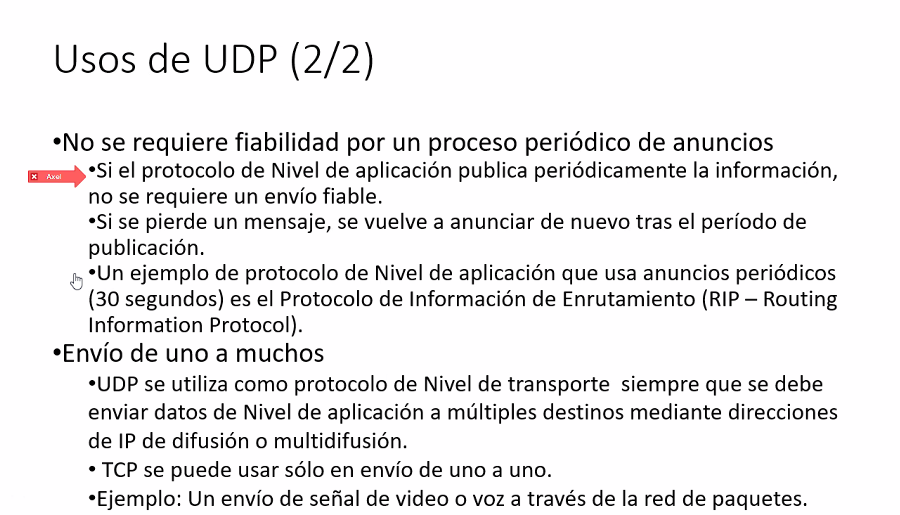 Usos de UDP (2/2)
•No se requiere fiabilidad por un proceso periódico de anuncios
Axel
•Si el protocolo de Nivel de aplicación publica periódicamente la información,
no se requiere un envío fiable.
•Si se pierde un mensaje, se vuelve a anunciar de nuevo tras el período de
publicación.
•Un ejemplo de protocolo de Nivel de aplicación que usa anuncios periódicos
(30 segundos) es el Protocolo de Información de Enrutamiento (RIP – Routing
Information Protocol).
•Envío de uno a muchos
•UDP se utiliza como protocolo de Nivel de transporte siempre que se debe
enviar datos de Nivel de aplicación a múltiples destinos mediante direcciones
de IP de difusión o multidifusión.
• TCP se puede usar sólo en envío de uno a uno.
•Ejemplo: Un envío de señal de video o voz a través de la red de paquetes.